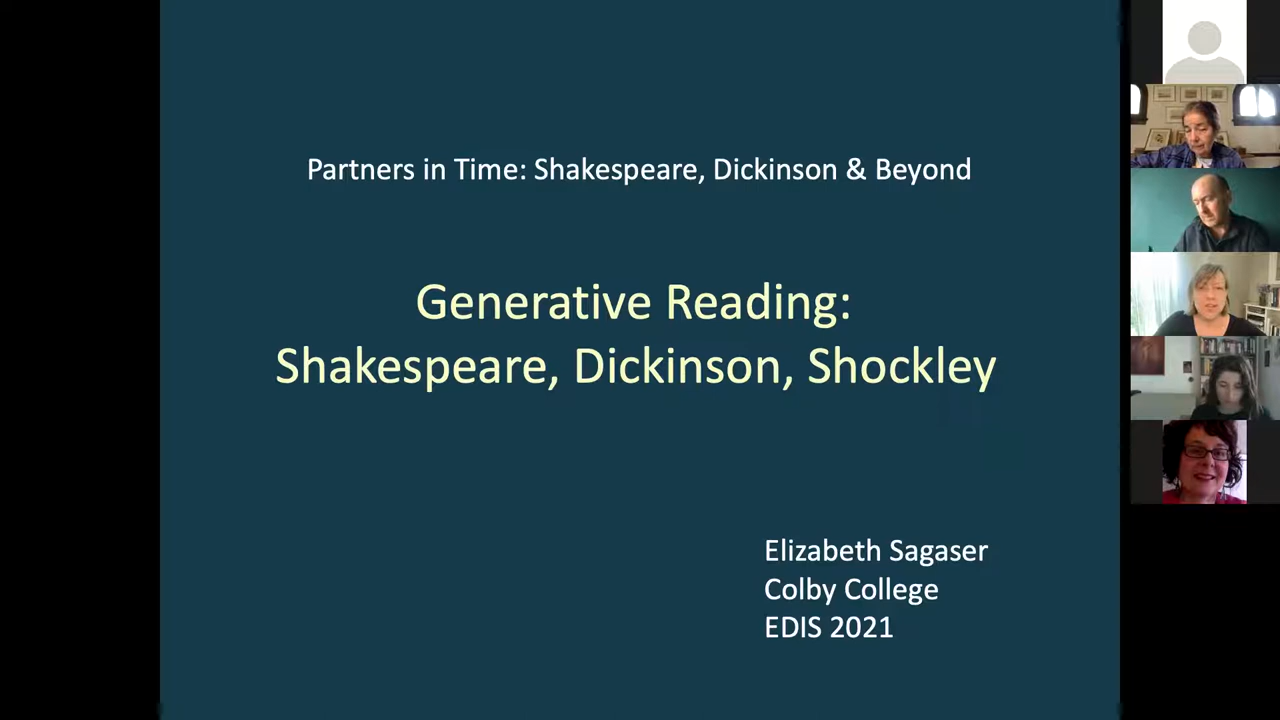 Partners in Time: Shakespeare, Dickinson & Beyond
Generative Reading:
Shakespeare, Dickinson, Shockley
Elizabeth Sagaser
Colby College
EDIS 2021